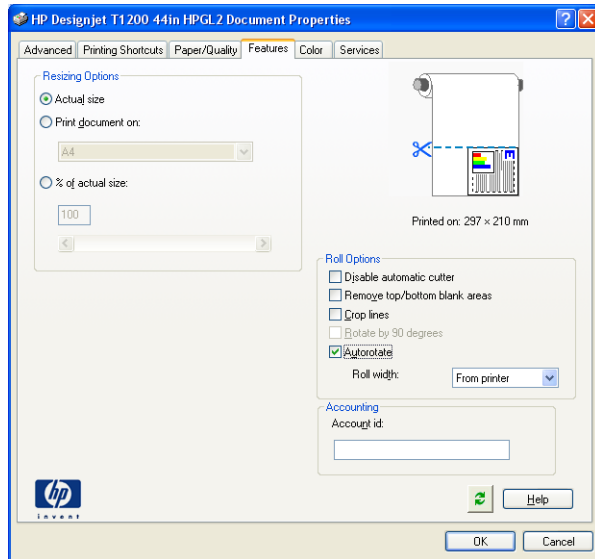 HP Designjet T1200 44in HPGL2 Document Properties
Advanced Printing Shortcuts Paper/Quality Features Color Services
Resizing Options
Actual size
Print document on:
A4
% of actual size:
100
Printed on: 297 × 210 mm
Roll Options
Disable automatic cutter
Remove top/bottom blank areas
Crop lines
Rotate by 90 degrees
Autorotate
Roll width: From printer
Accounting
Account id:
hp
invent
Help
OK Cancel